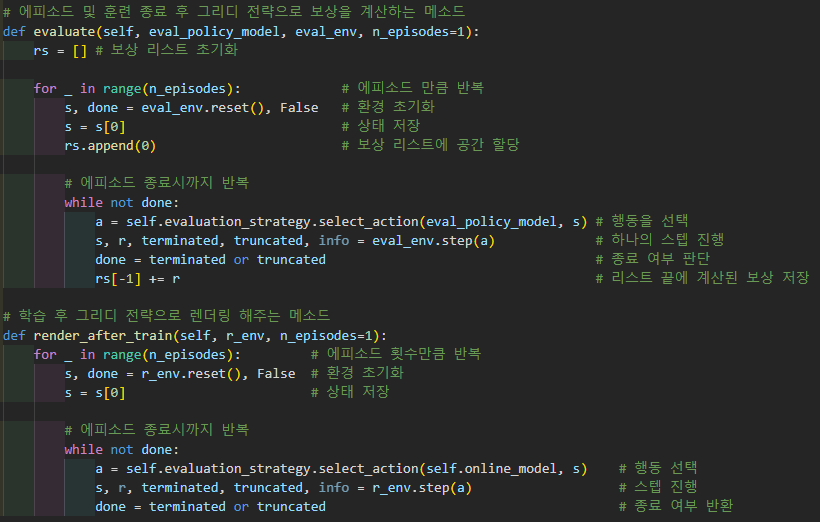 # 에피소드 및 훈련 종료 후 그리디 전략으로 보상을 계산하는 메소드
def evaluate(self, eval_policy_model, eval_env, n_episodes=1):
    rs = [] # 보상 리스트 초기화

    for _ in range(n_episodes):             # 에피소드 만큼 반복
        s, done = eval_env.reset(), False   # 환경 초기화
        s = s[0]                            # 상태 저장
        rs.append(0)                        # 보상 리스트에 공간 할당

        # 에피소드 종료시까지 반복
        while not done:
            a = self.evaluation_strategy.select_action(eval_policy_model, s) # 행동을 선택
            s, r, terminated, truncated, info = eval_env.step(a)             # 하나의 스텝 진행
            done = terminated or truncated                                   # 종료 여부 판단
            rs[-1] += r                                                      # 리스트 끝에 계산된 보상 저장

# 학습 후 그리디 전략으로 렌더링 해주는 메소드
def render_after_train(self, r_env, n_episodes=1):
    for _ in range(n_episodes):         # 에피소드 횟수만큼 반복
        s, done = r_env.reset(), False  # 환경 초기화
        s = s[0]                        # 상태 저장

        # 에피소드 종료시까지 반복
        while not done:
            a = self.evaluation_strategy.select_action(self.online_model, s)    # 행동 선택
            s, r, terminated, truncated, info = r_env.step(a)                   # 스텝 진행
            done = terminated or truncated                                      # 종료 여부 반환